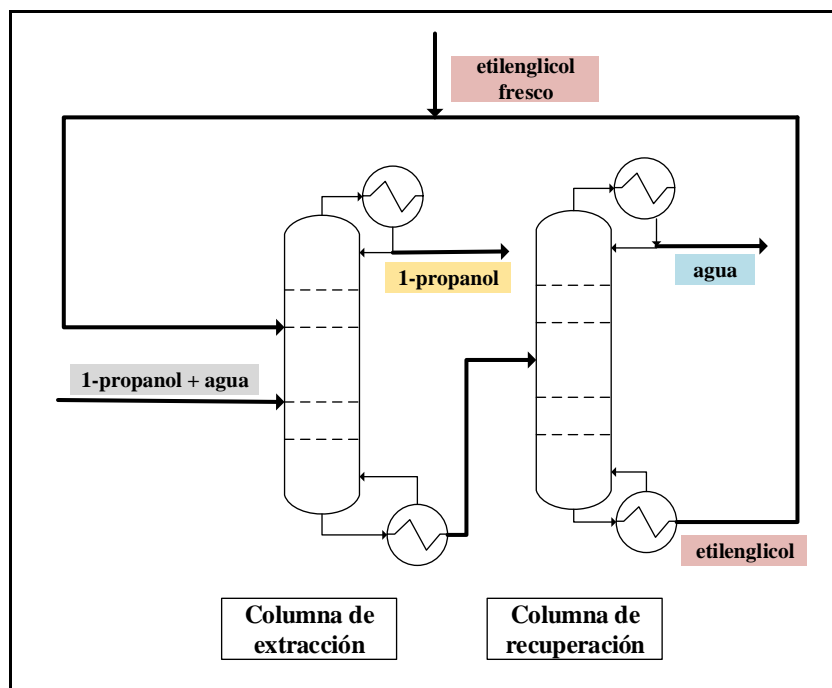 etilenglicol
fresco
1-propanol
agua
1-propanol + agua
etilenglicol
Columna de
extracción
Columna de
recuperación